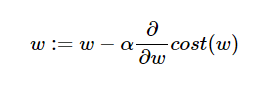 w := w − α ∂/∂w cost(w)